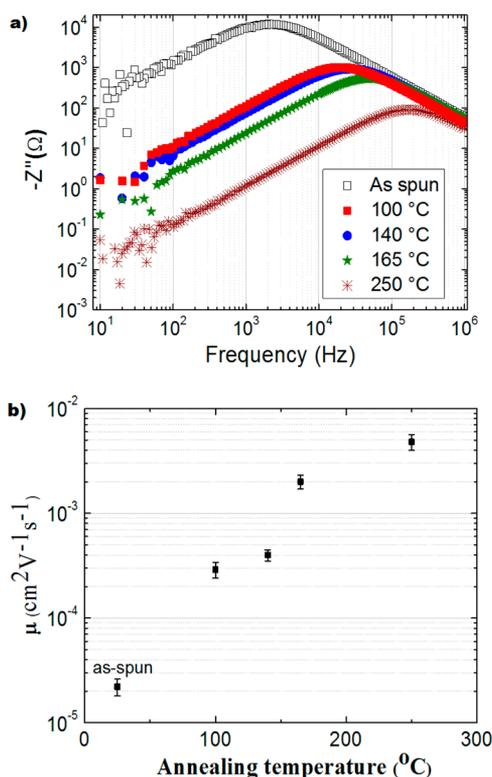 a)
10^5
10^4
10^3
10^2
10^1
10^0
10^-1
10^-2
10^-3
-Z"(Ω)
As spun
100 °C
140 °C
165 °C
250 °C
10^1 10^2 10^3 10^4 10^5 10^6
Frequency (Hz)
b)
10^-2
10^-3
10^-4
10^-5
μ (cm^2V^-1s^-1)
as-spun
0 100 200 300
Annealing temperature (^oC)